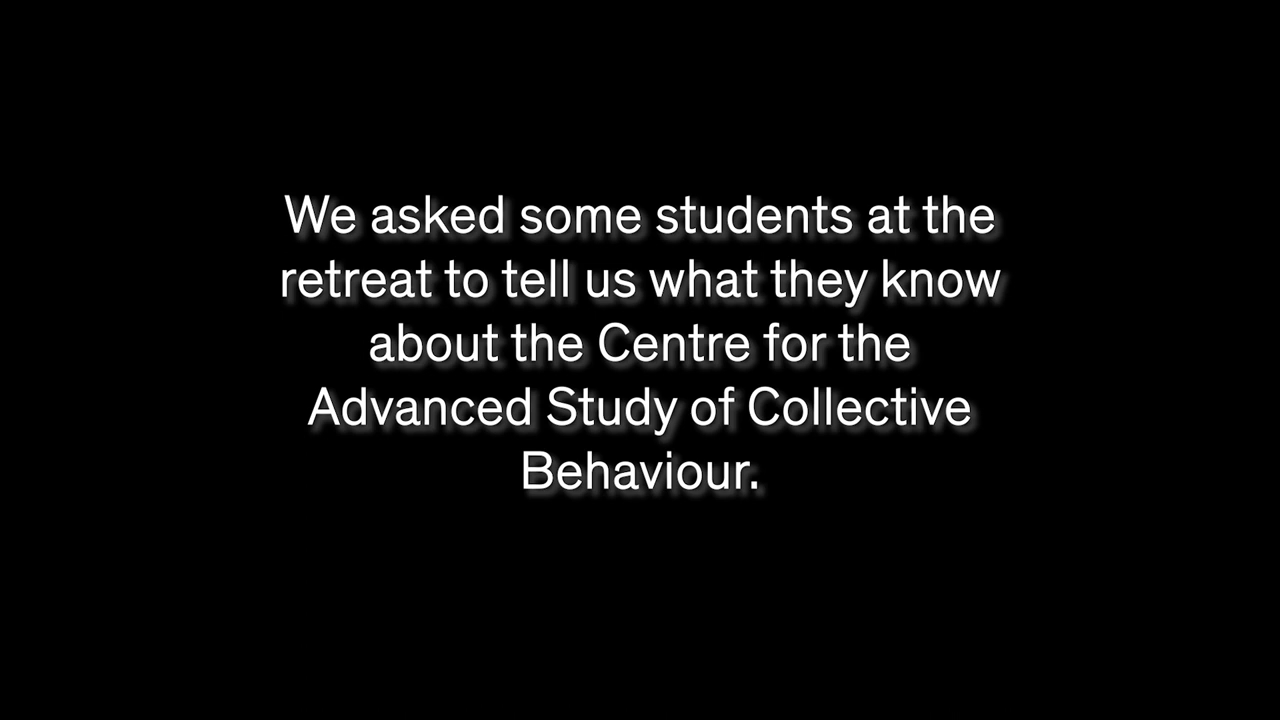 We asked some students at the
retreat to tell us what they know
about the Centre for the
Advanced Study of Collective
Behaviour.